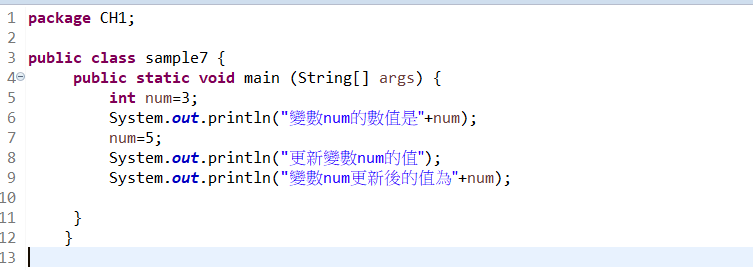 1 package CH1;
2
3 public class sample7 {
4 public static void main (String[] args) {
5 int num=3;
6 System.out.println("變數num的數值是"+num);
7 num=5;
8 System.out.println("更新變數num的值");
9 System.out.println("變數num更新後的值為"+num);
10
11 }
12 }
13